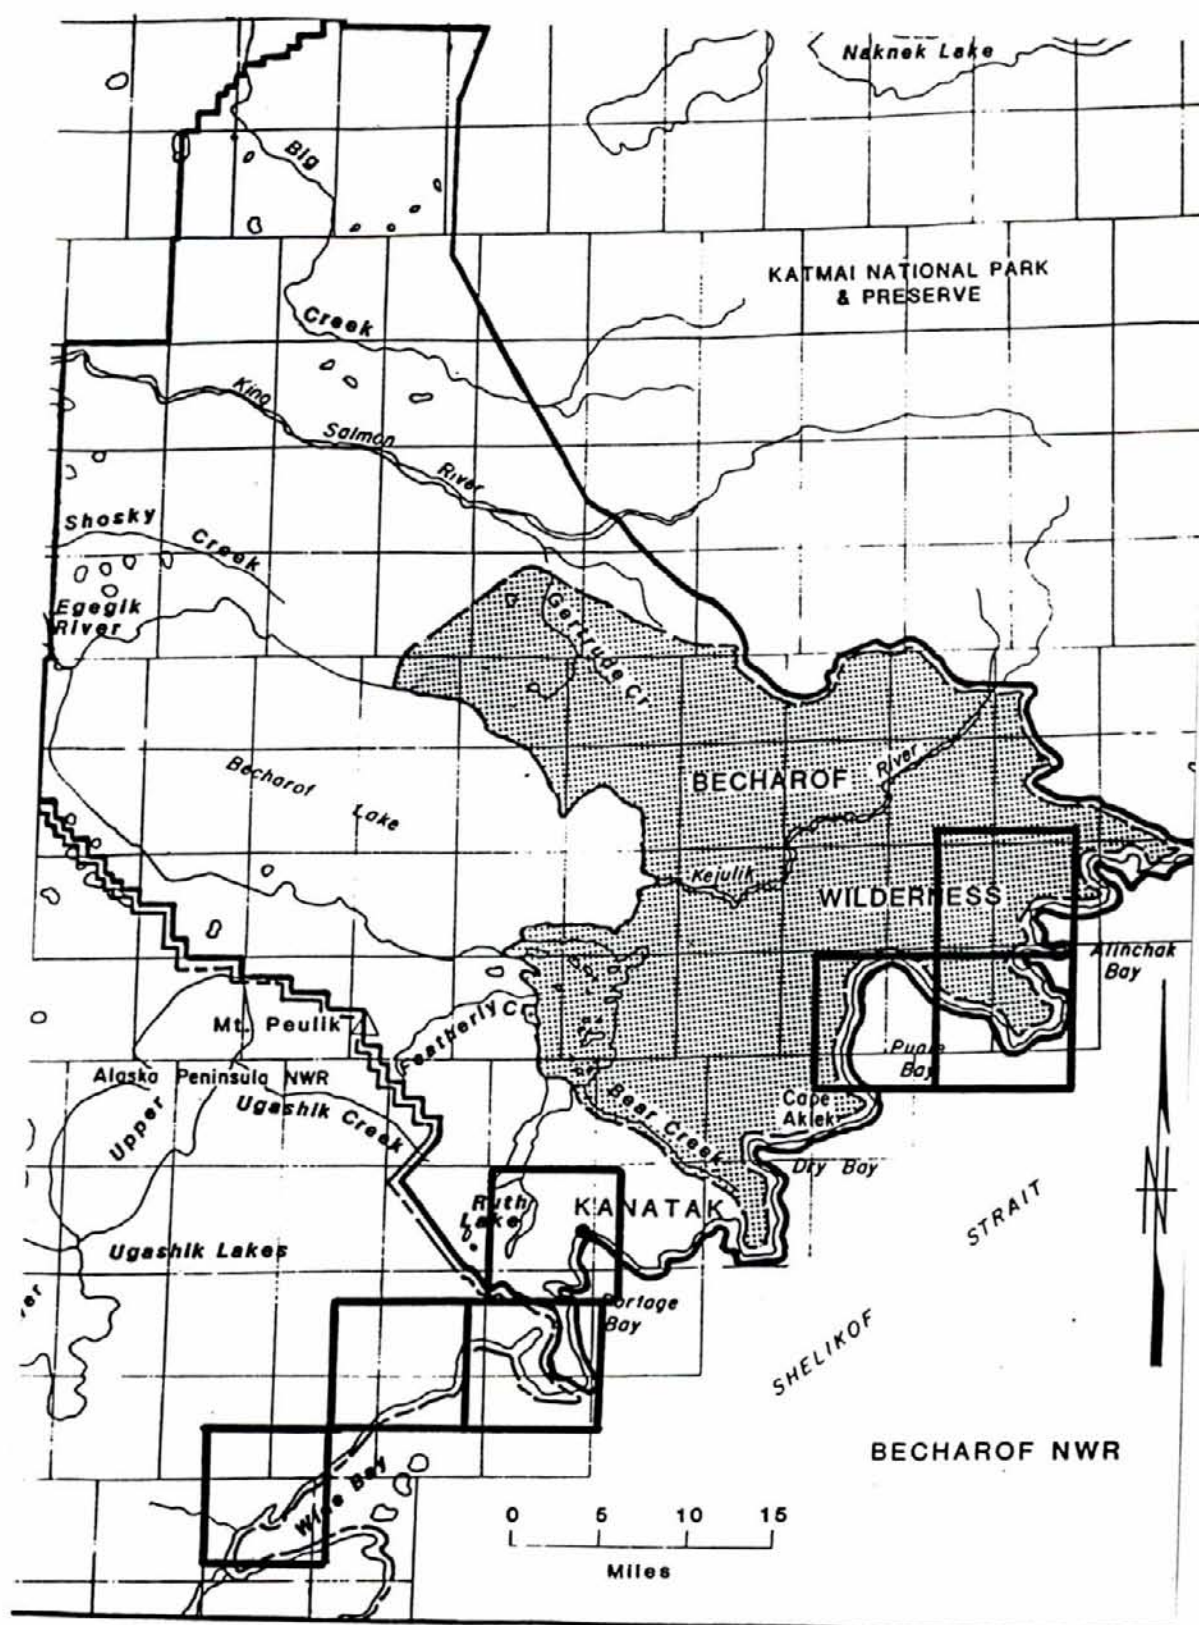 Naknek Lake
Big
KATMAI NATIONAL PARK
& PRESERVE
Creek
King
Salmon
River
Shosky
Creek
Egegik
River
Gertrude Cr
BECHAROF
River
Becharof
Lake
Kejulik
WILDERNESS
Alinchak
Bay
Featherly Cr.
Mt. Peulik
Puale
Bay
Alaska Peninsula NWR
Cape
Aklek
Ugashik Creek
Upper
Bear Creek
Dry Bay
Ruth
Lake
KANATAK
STRAIT
Ugashik Lakes
Portage
Bay
SHELIKOF
BECHAROF NWR
Wide Bay
N
0 5 10 15
Miles